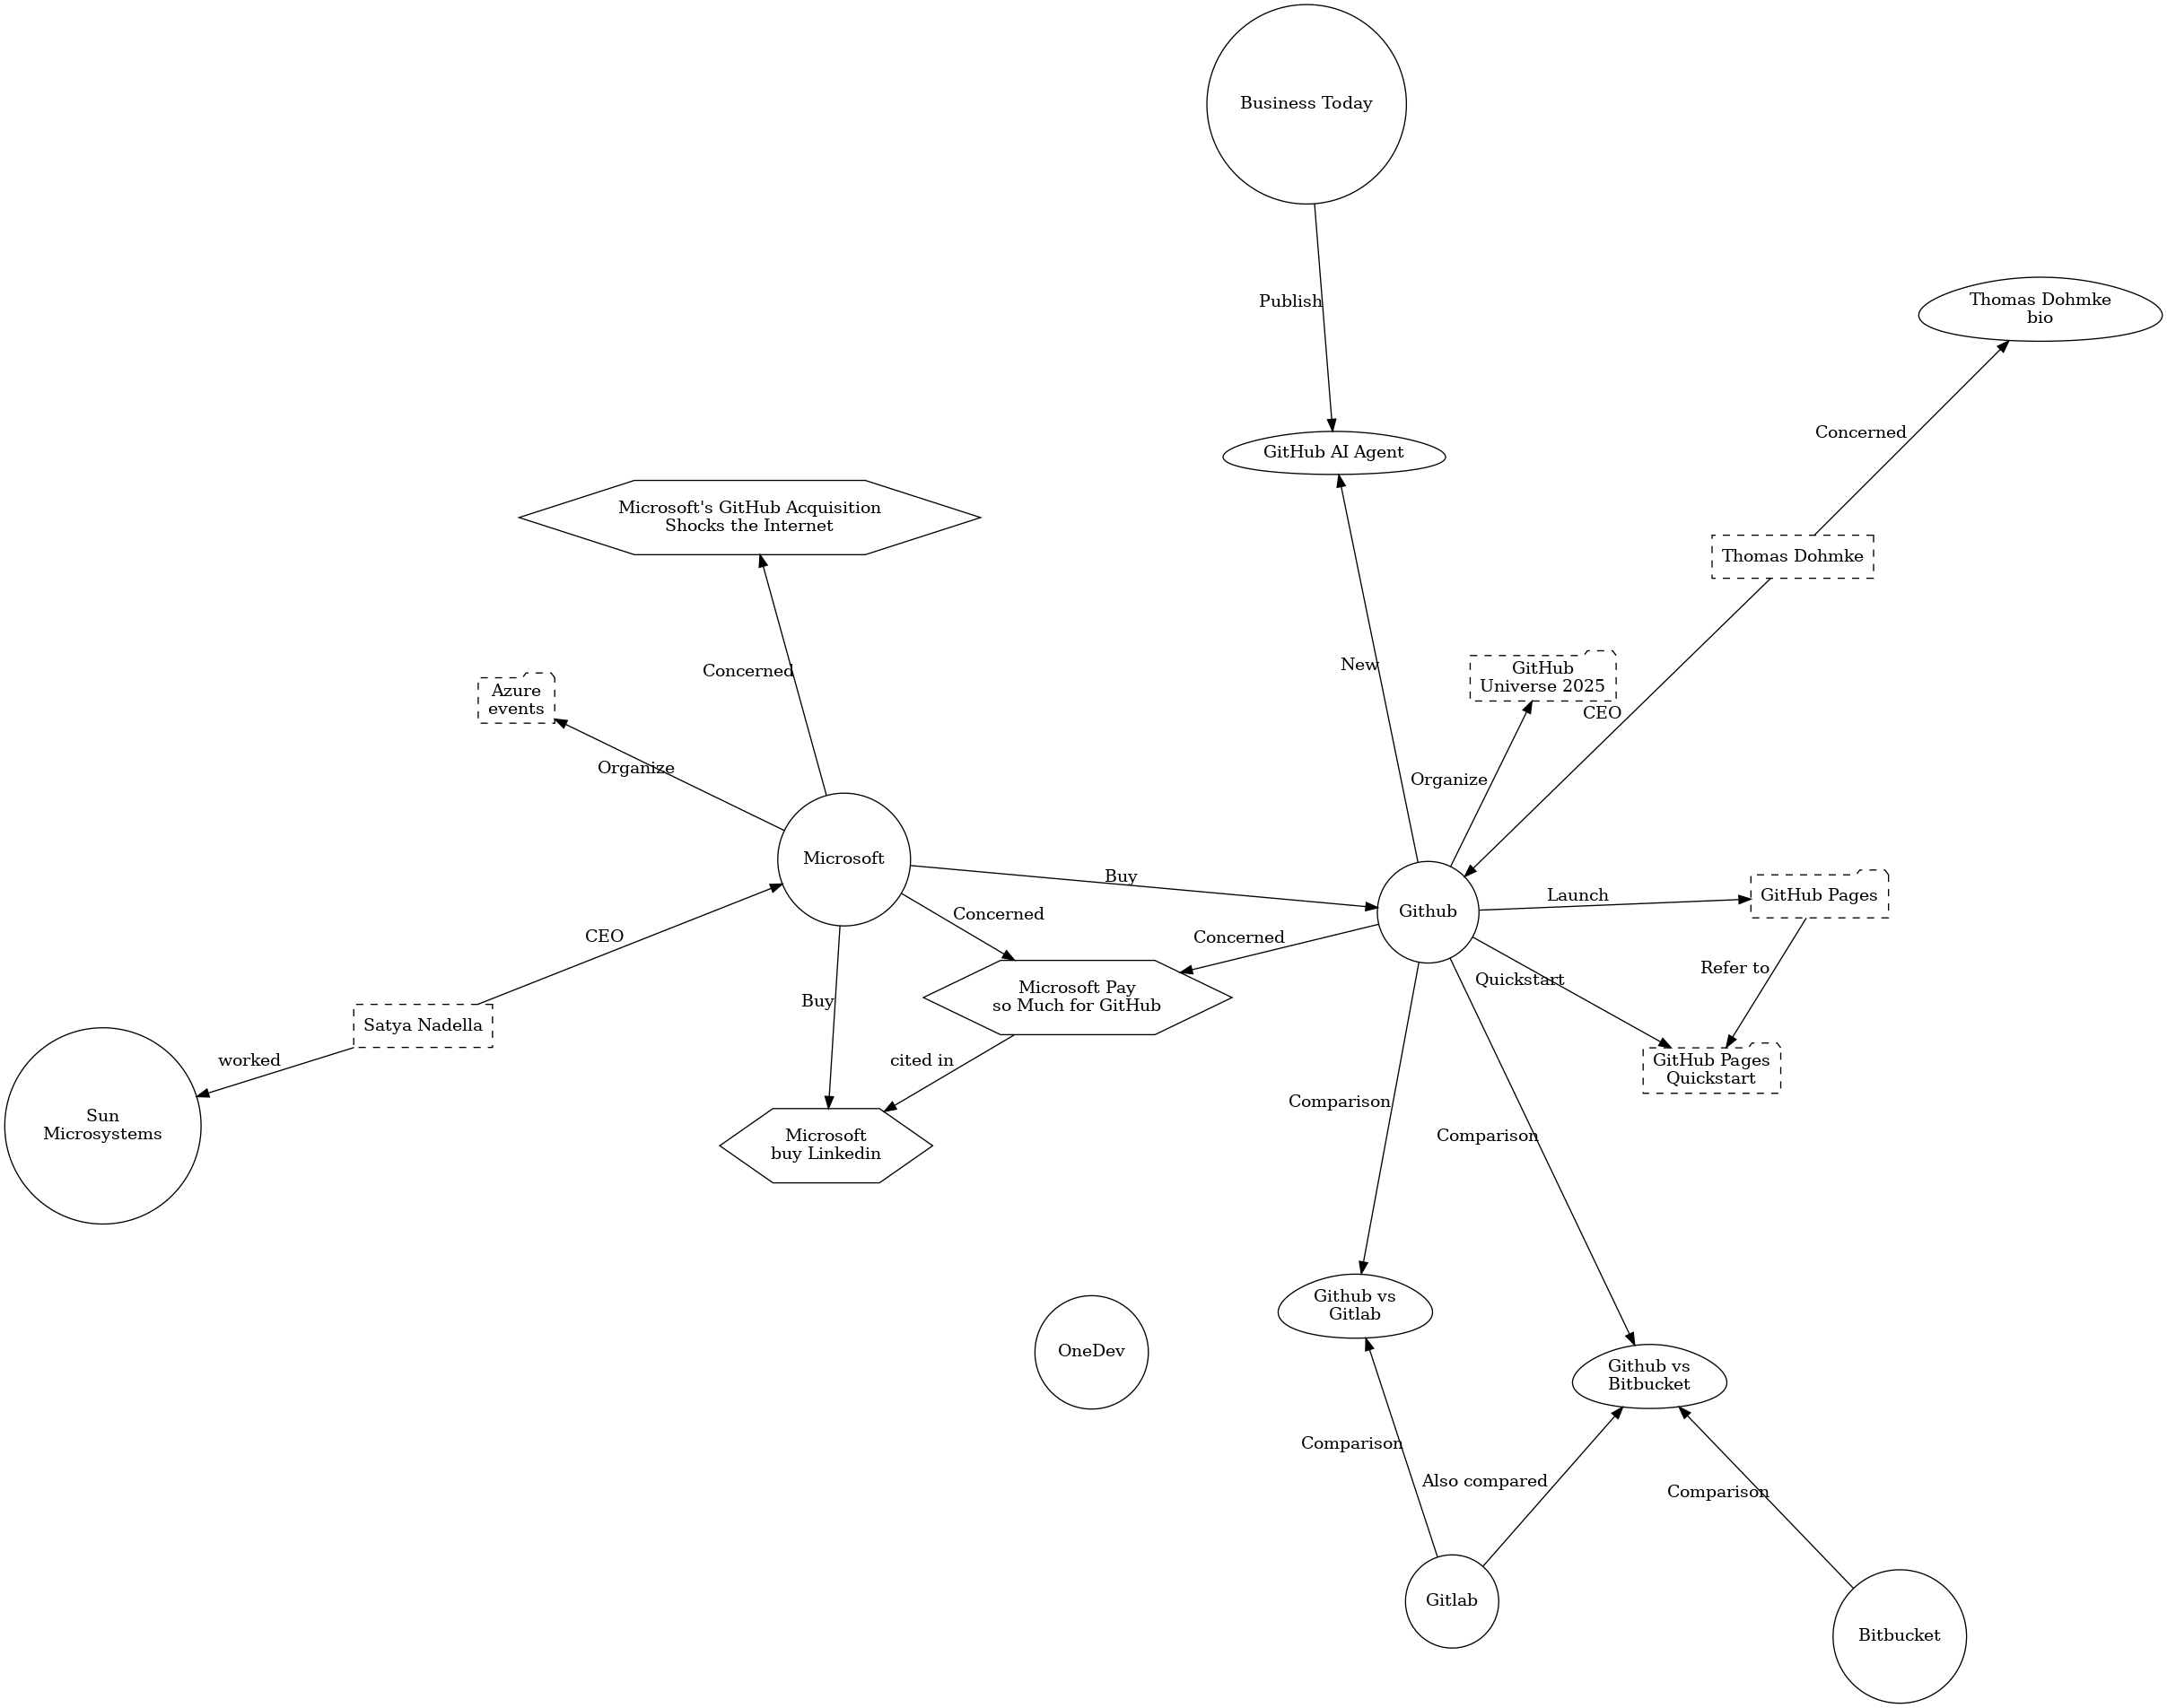 Business Today
Thomas Dohmke
bio
Publish
Concerned
GitHub AI Agent
Microsoft's GitHub Acquisition
Shocks the Internet
Thomas Dohmke
Concerned
New
GitHub
Universe 2025
Azure
events
CEO
Organize
Organize
Microsoft
Buy
Github
Launch
GitHub Pages
Concerned
Concerned
CEO
Quickstart
Refer to
Microsoft Pay
so Much for GitHub
Buy
Satya Nadella
worked
cited in
GitHub Pages
Quickstart
Sun
Microsystems
Comparison
Comparison
Microsoft
buy Linkedin
Github vs
Gitlab
OneDev
Github vs
Bitbucket
Comparison
Also compared
Comparison
Gitlab
Bitbucket